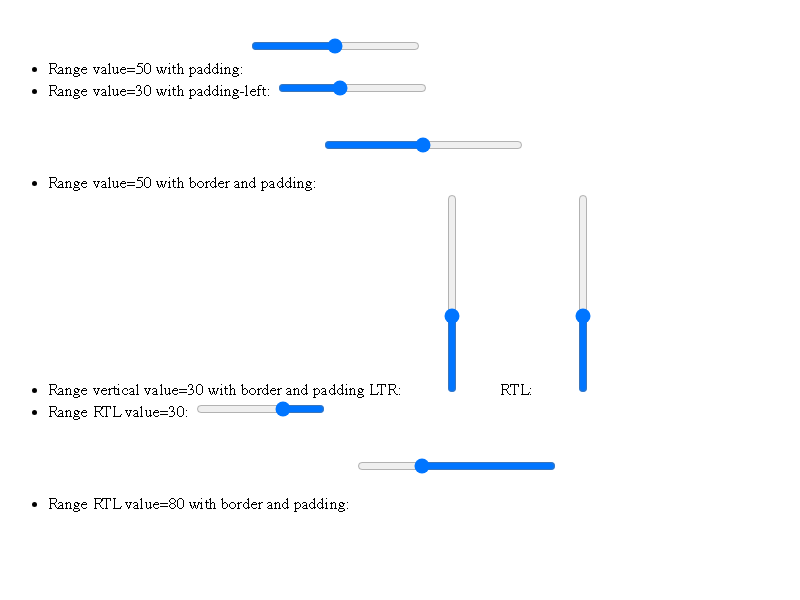 Range value=50 with padding:
Range value=30 with padding-left:
Range value=50 with border and padding:
Range vertical value=30 with border and padding LTR: RTL:
Range RTL value=30:
Range RTL value=80 with border and padding: